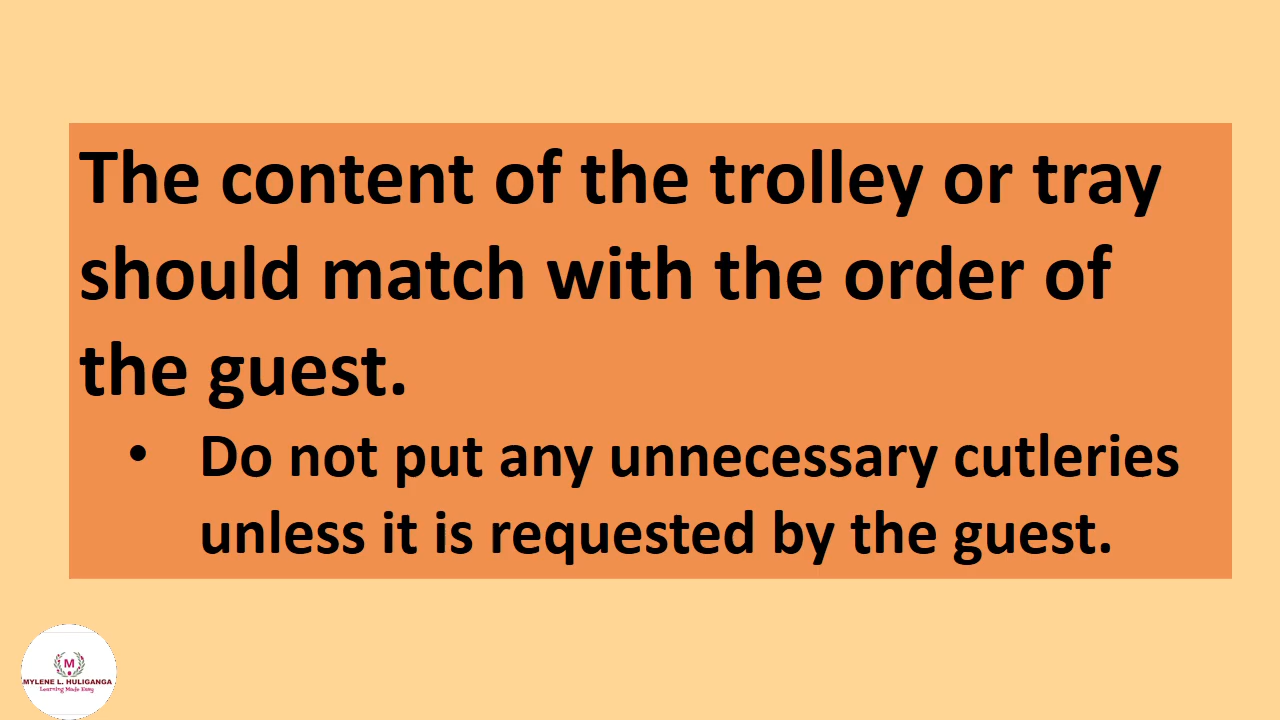 The content of the trolley or tray
should match with the order of
the guest.
• Do not put any unnecessary cutleries
unless it is requested by the guest.
M
MYLENE L. HULIGANGA
Learning Made Easy